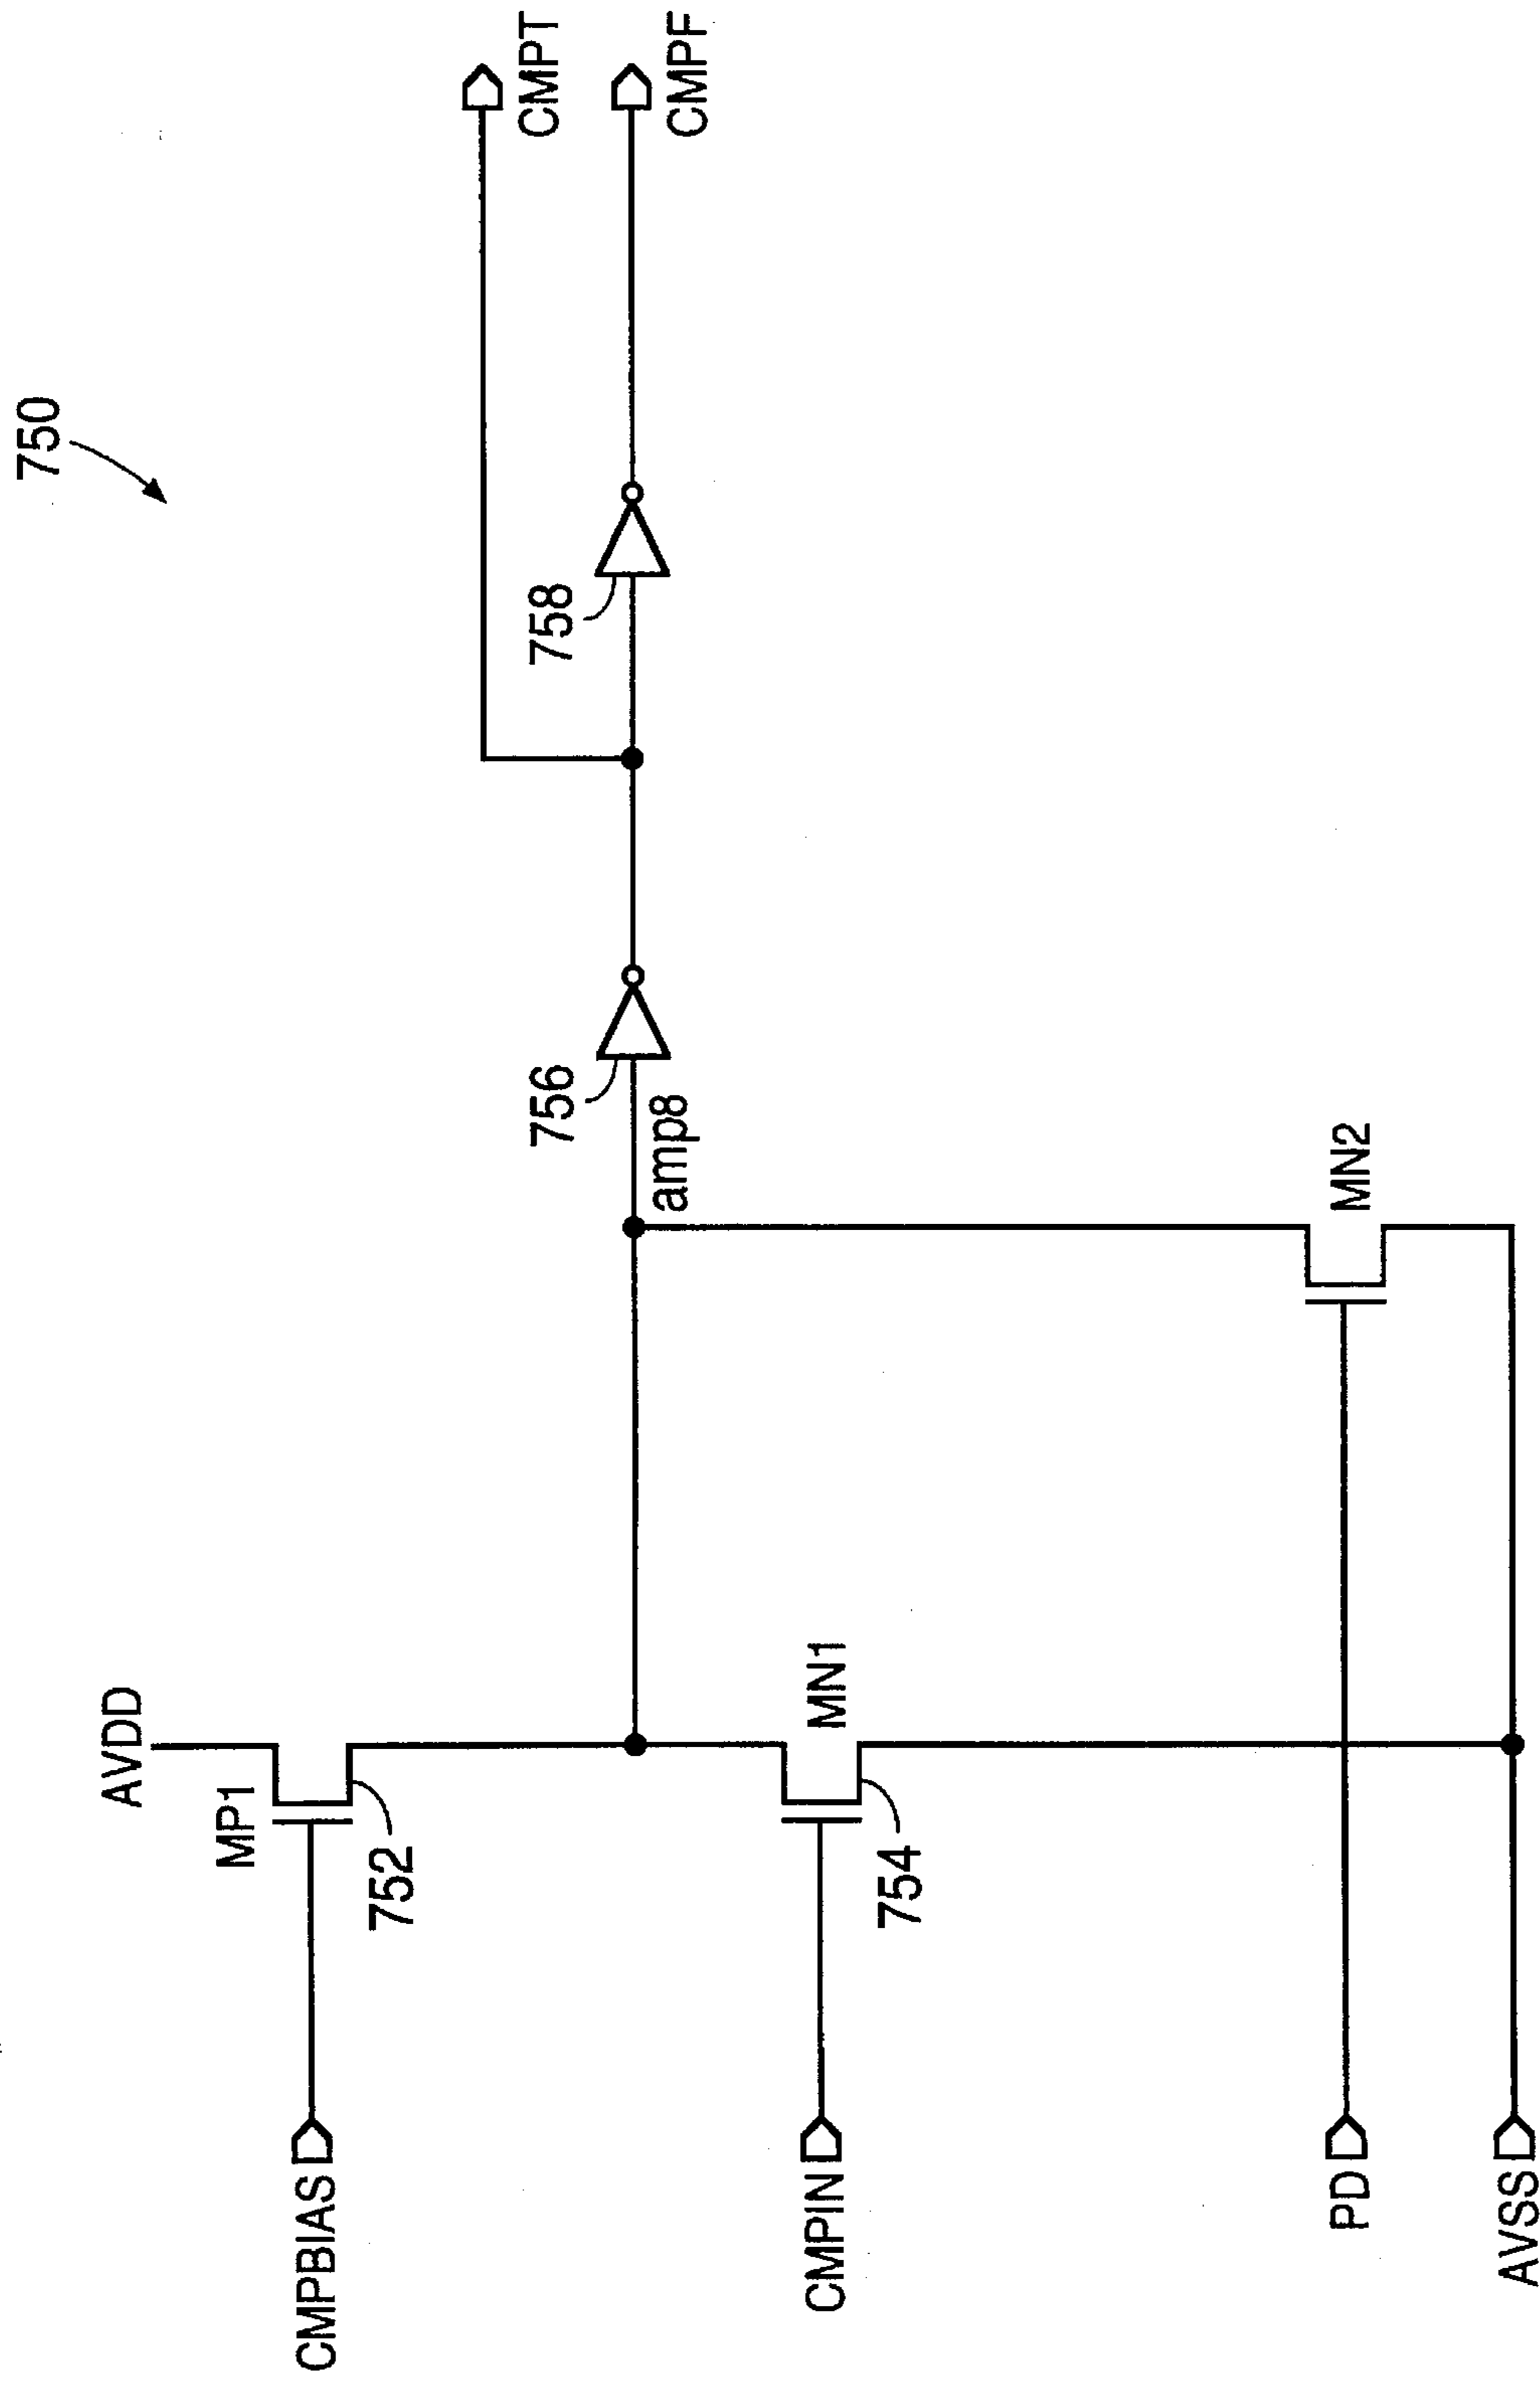 750
AVDD
MP1
CMPBIAS
752
CMPT
CMPF
756
758
amp8
MN1
CMPIN
754
MN2
PD
AVSS